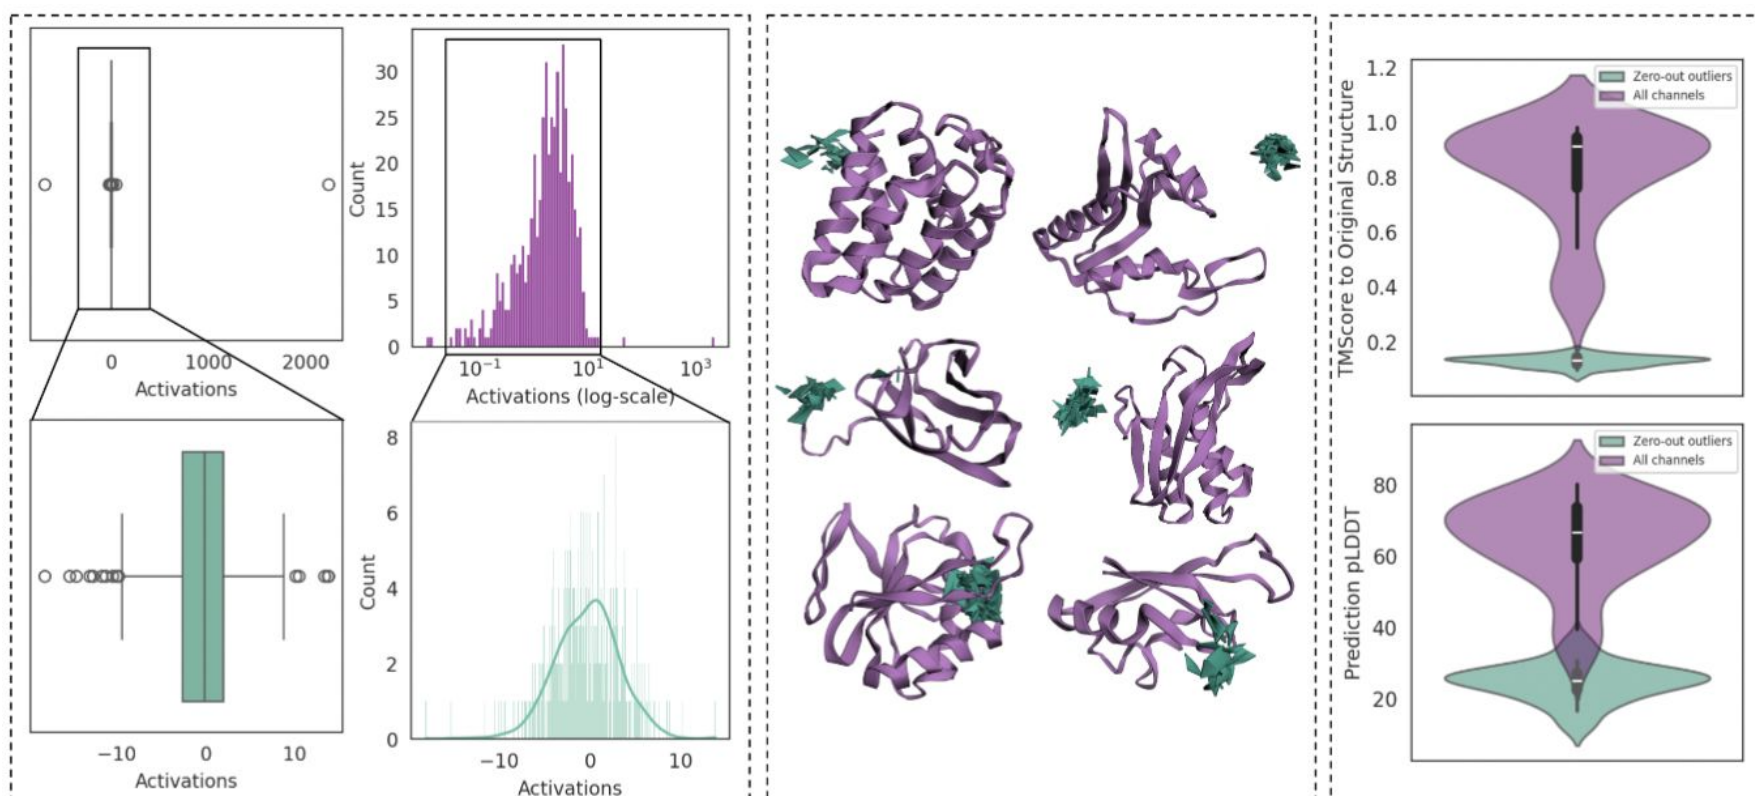 0
1000
2000
Activations
Count
30
25
20
15
10
5
0
10⁻¹
10¹
10³
Activations (log-scale)
−10
0
10
Activations
Count
8
6
4
2
0
−10
0
10
Activations
TMScore to Original Structure
1.2
1.0
0.8
0.6
0.4
0.2
Zero-out outliers
All channels
Prediction pLDDT
80
60
40
20
Zero-out outliers
All channels